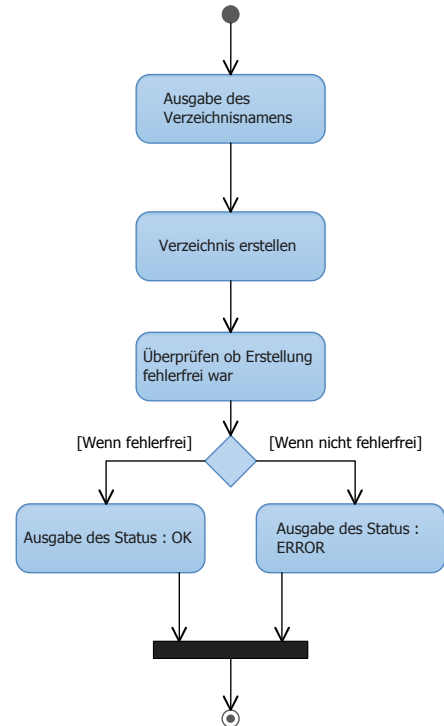 Ausgabe des
Verzeichnisnamens
Verzeichnis erstellen
Überprüfen ob Erstellung
fehlerfrei war
[Wenn fehlerfrei]
[Wenn nicht fehlerfrei]
Ausgabe des Status : OK
Ausgabe des Status :
ERROR